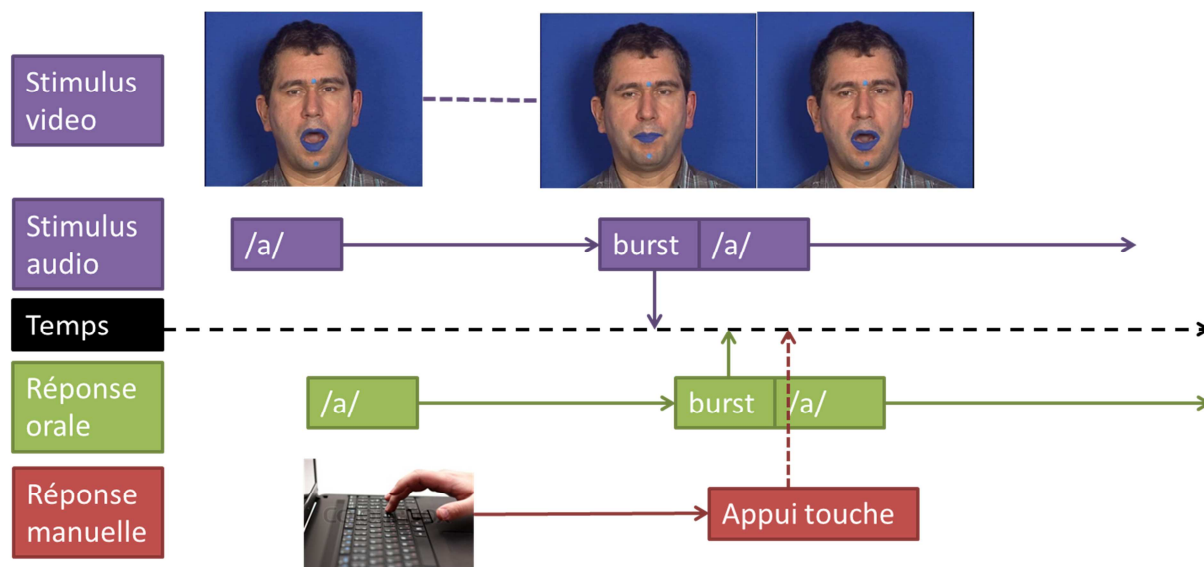 Stimulus
video
Stimulus
audio
/a/
burst
/a/
Temps
Réponse
orale
/a/
burst
/a/
Réponse
manuelle
Appui touche